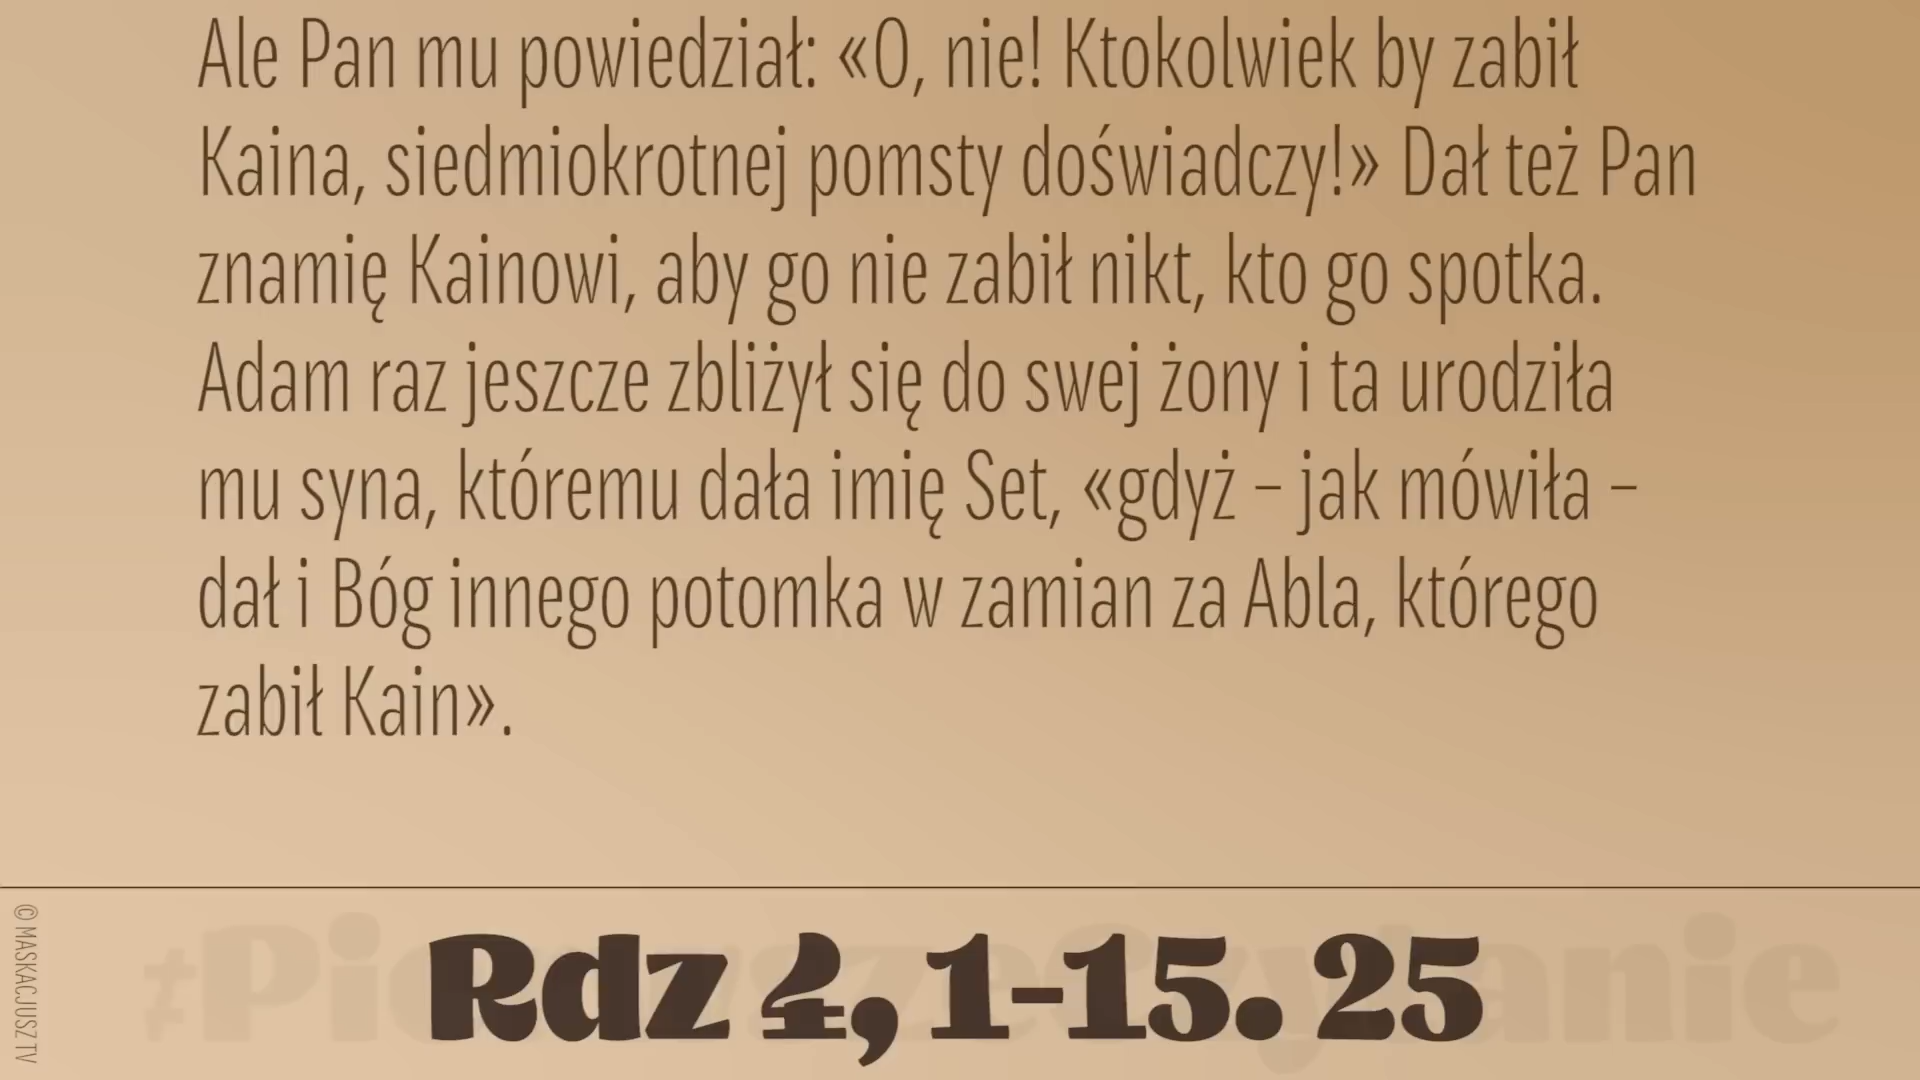 Ale Pan mu powiedział: «O, nie! Ktokolwiek by zabił
Kaina, siedmiokrotnej pomsty doświadczy!» Dał też Pan
znamię Kainowi, aby go nie zabił nikt, kto go spotka.
Adam raz jeszcze zbliżył się do swej żony i ta urodziła
mu syna, któremu dała imię Set, «gdyż – jak mówiła –
dał i Bóg innego potomka w zamian za Abla, którego
zabił Kain».
#PierwszeCzytanie
Rdz 4, 1-15. 25
© MASKACJUSZ TV